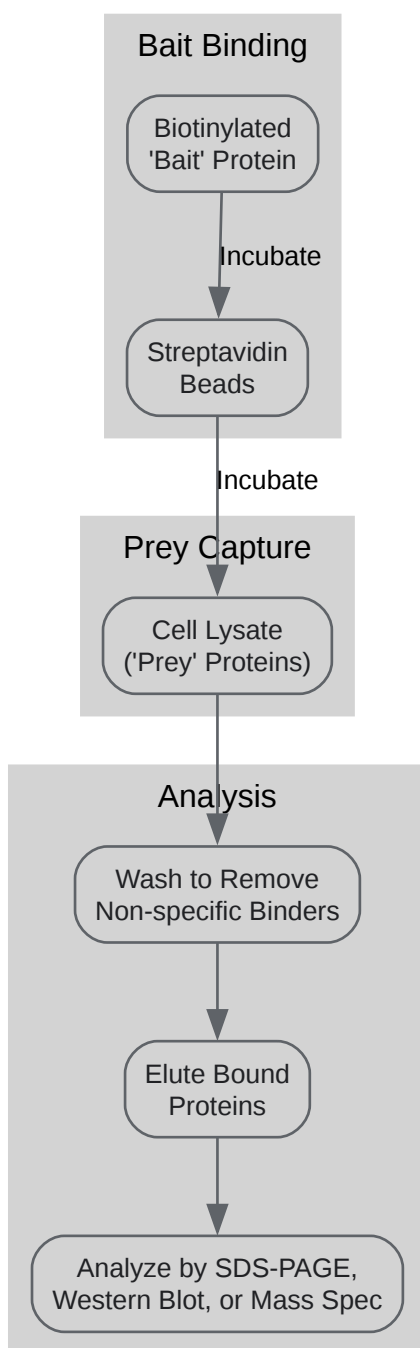 Bait Binding
Biotinylated
'Bait' Protein
Incubate
Streptavidin
Beads
Incubate
Prey Capture
Cell Lysate
('Prey' Proteins)
Analysis
Wash to Remove
Non-specific Binders
Elute Bound
Proteins
Analyze by SDS-PAGE,
Western Blot, or Mass Spec